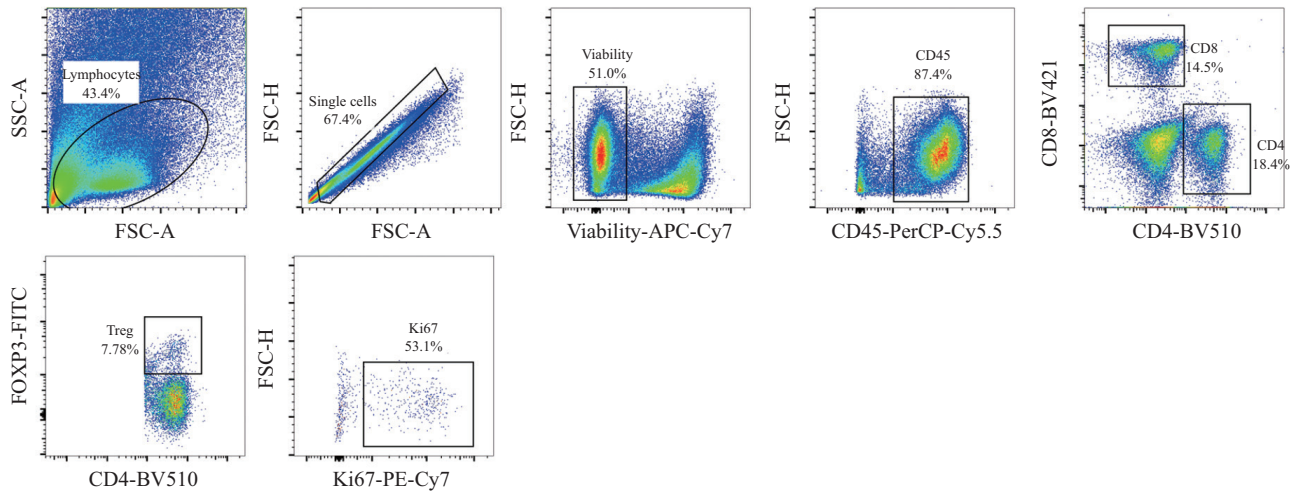 SSC-A
Lymphocytes
43.4%
FSC-A
FSC-H
Single cells
67.4%
FSC-A
FSC-H
Viability
51.0%
Viability-APC-Cy7
FSC-H
CD45
87.4%
CD45-PerCP-Cy5.5
CD8-BV421
CD8
14.5%
CD4
18.4%
CD4-BV510
FOXP3-FITC
Treg
7.78%
CD4-BV510
FSC-H
Ki67
53.1%
Ki67-PE-Cy7